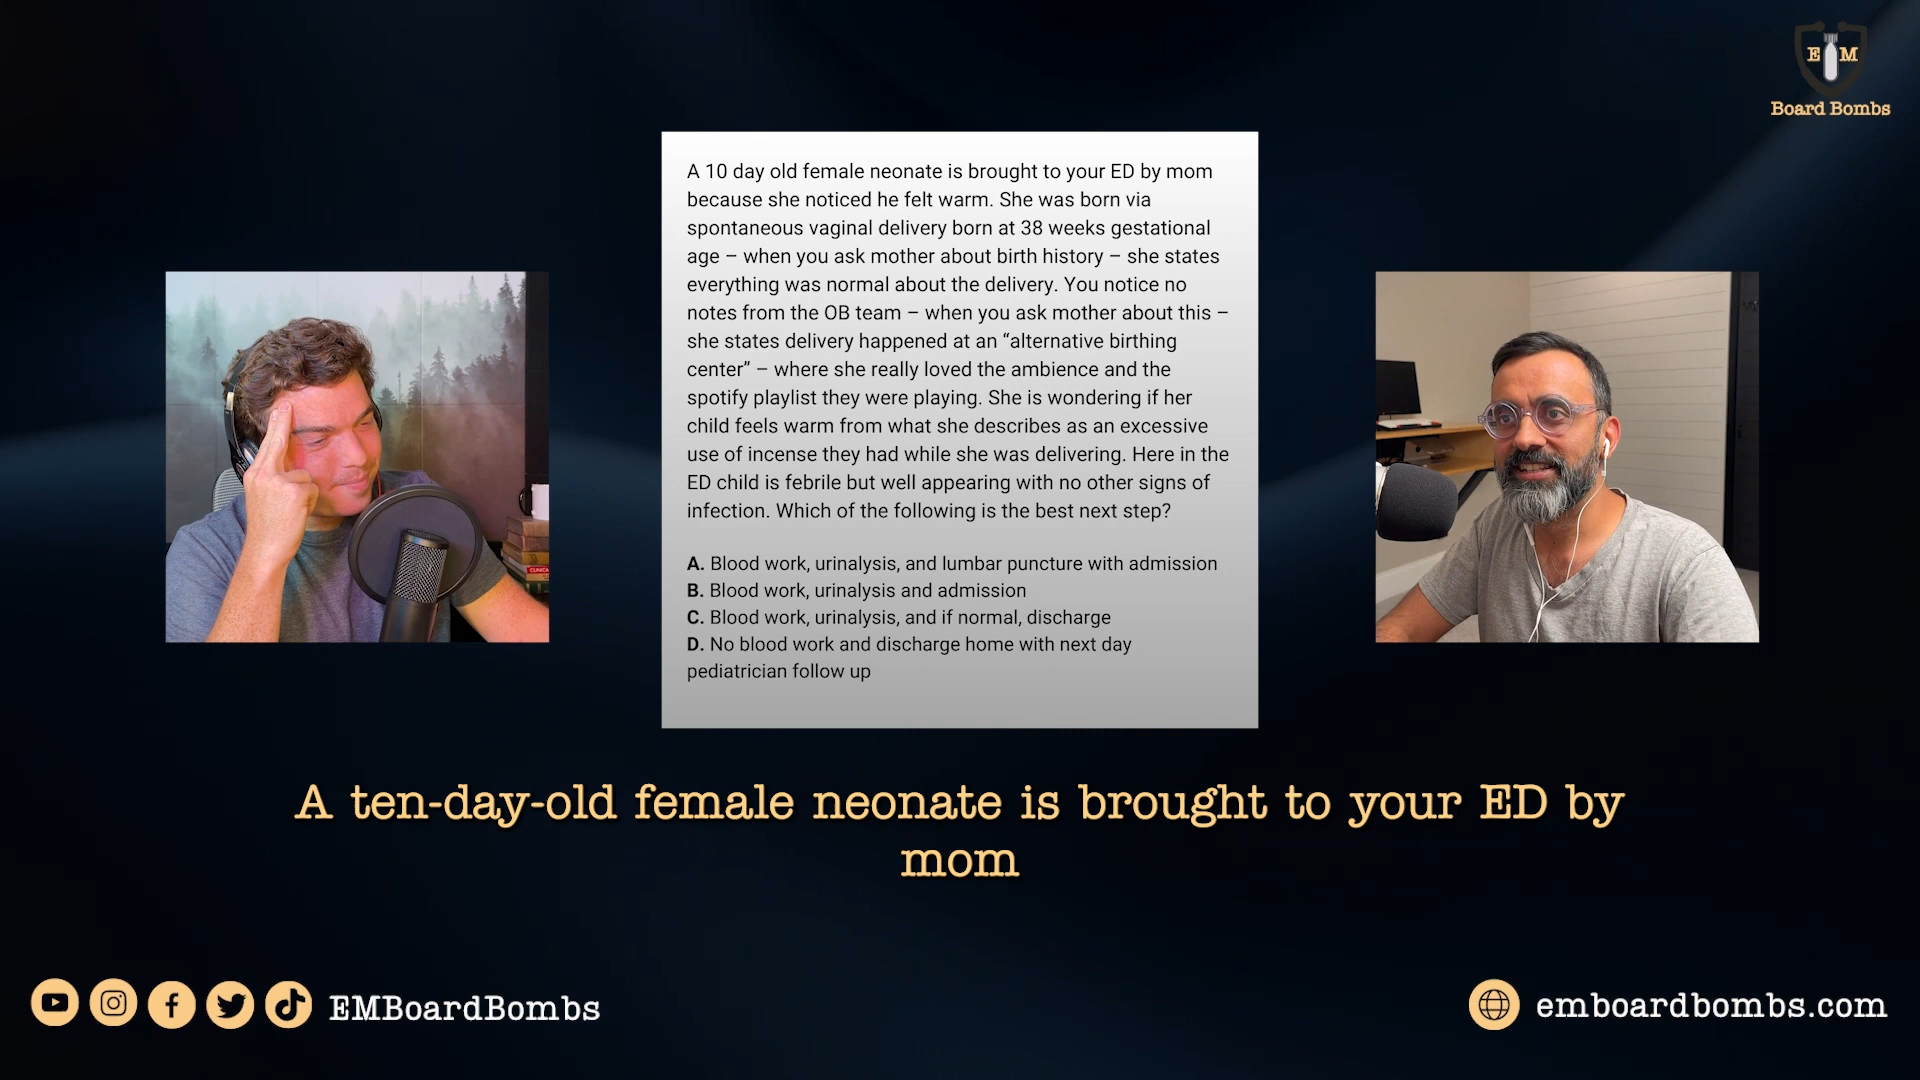 E M
Board Bombs
A 10 day old female neonate is brought to your ED by mom
because she noticed he felt warm. She was born via
spontaneous vaginal delivery born at 38 weeks gestational
age – when you ask mother about birth history – she states
everything was normal about the delivery. You notice no
notes from the OB team – when you ask mother about this –
she states delivery happened at an “alternative birthing
center” – where she really loved the ambience and the
spotify playlist they were playing. She is wondering if her
child feels warm from what she describes as an excessive
use of incense they had while she was delivering. Here in the
ED child is febrile but well appearing with no other signs of
infection. Which of the following is the best next step?
A. Blood work, urinalysis, and lumbar puncture with admission
B. Blood work, urinalysis and admission
C. Blood work, urinalysis, and if normal, discharge
D. No blood work and discharge home with next day
pediatrician follow up
CLINICA
A ten-day-old female neonate is brought to your ED by
mom
EMBoardBombs
emboardbombs.com